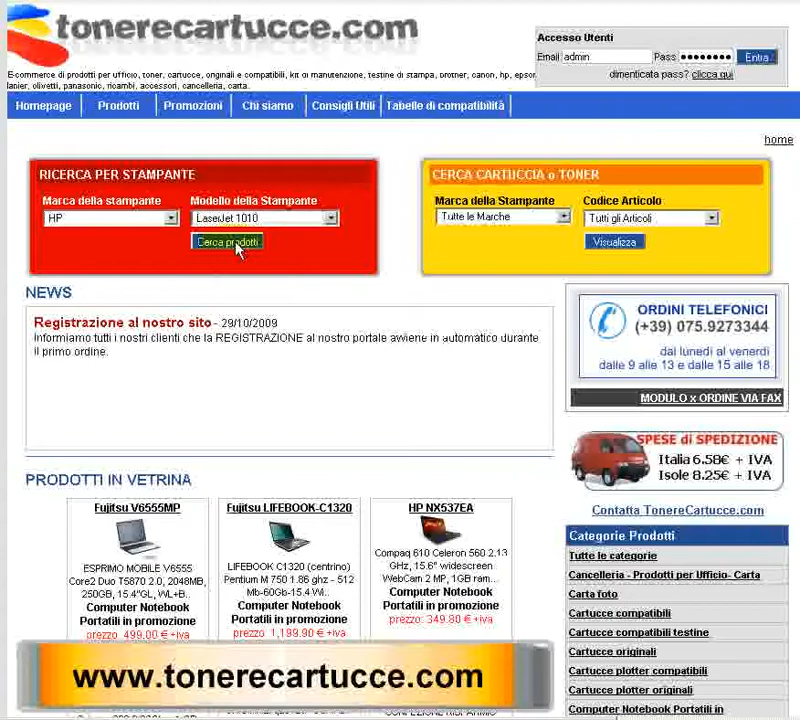 tonerecartucce.com
Accesso Utenti
Email admin Pass Entra
dimenticata pass? clicca qui
E-commerce di prodotti per ufficio, toner, cartucce, originali e compatibili, kit di manutenzione, testine di stampa, brother, canon, hp, epson
lanier, olivetti, panasonic, ricambi, accessori, cancelleria, carta.
Homepage Prodotti Promozioni Chi siamo Consigli Utili Tabelle di compatibilità
home
RICERCA PER STAMPANTE
Marca della stampante Modello della Stampante
HP LaserJet 1010
Cerca prodotti
CERCA CARTUCCIA o TONER
Marca della Stampante Codice Articolo
Tutte le Marche Tutti gli Articoli
Visualizza
NEWS
Registrazione al nostro sito - 29/10/2009
Informiamo tutti i nostri clienti che la REGISTRAZIONE al nostro portale avviene in automatico durante
il primo ordine.
ORDINI TELEFONICI
(+39) 075.9273344
dal lunedì al venerdì
dalle 9 alle 13 e dalle 15 alle 18
MODULO x ORDINE VIA FAX
SPESE di SPEDIZIONE
Italia 6.58€ + IVA
Isole 8.25€ + IVA
Contatta TonereCartucce.com
PRODOTTI IN VETRINA
Fujitsu V6555MP
ESPRIMO MOBILE V6555
Core2 Duo T5870 2.0, 2048MB,
250GB, 15.4"GL, WL+B..
Computer Notebook
Portatili in promozione
prezzo: 499.00 € +iva
Fujitsu LIFEBOOK-C1320
LIFEBOOK C1320 (centrino)
Pentium M 750 1.86 ghz - 512
Mb-60Gb-15.4 Wi..
Computer Notebook
Portatili in promozione
prezzo: 1,199.90 € +iva
HP NX537EA
Compaq 610 Celeron 560 2.13
GHz, 15.6" widescreen
WebCam 2 MP, 1GB ram...
Computer Notebook
Portatili in promozione
prezzo: 349.80 € +iva
Categorie Prodotti
Tutte le categorie
Cancelleria - Prodotti per Ufficio- Carta
Carta foto
Cartucce compatibili
Cartucce compatibili testine
Cartucce originali
Cartucce plotter compatibili
Cartucce plotter originali
Computer Notebook Portatili in
www.tonerecartucce.com